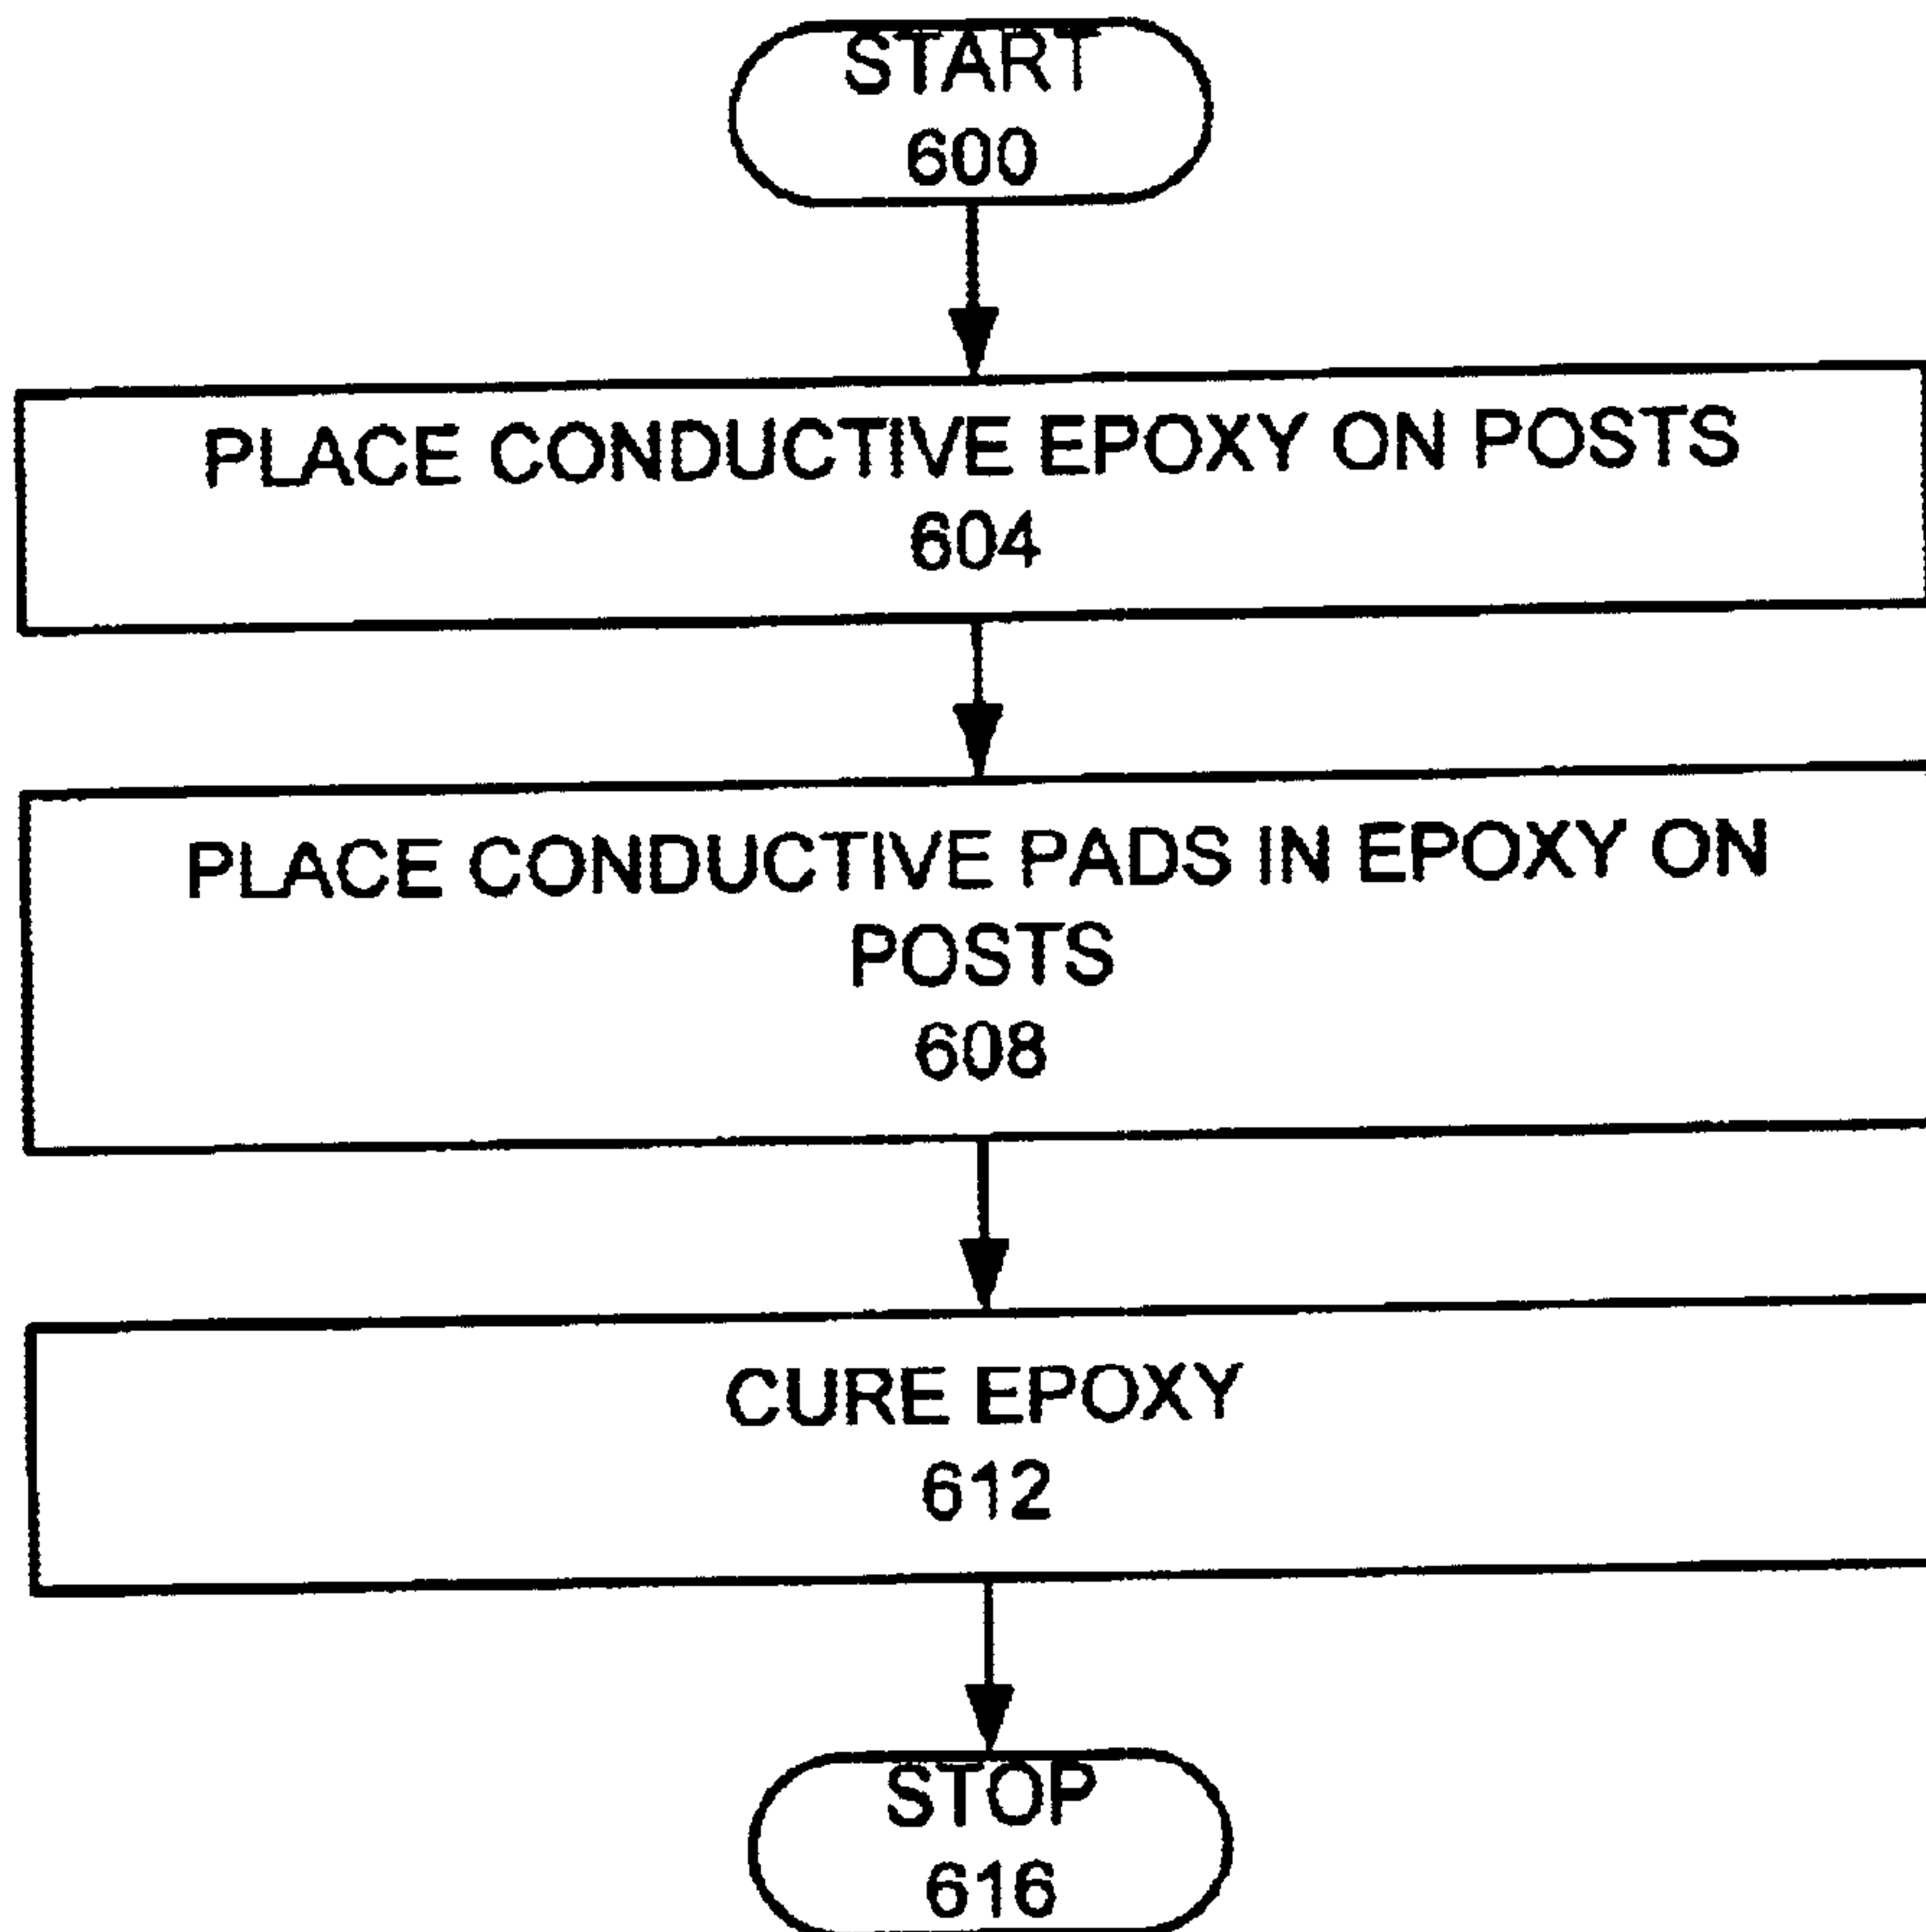 START
600
PLACE CONDUCTIVE EPOXY ON POSTS
604
PLACE CONDUCTIVE PADS IN EPOXY ON
POSTS
608
CURE EPOXY
612
STOP
616